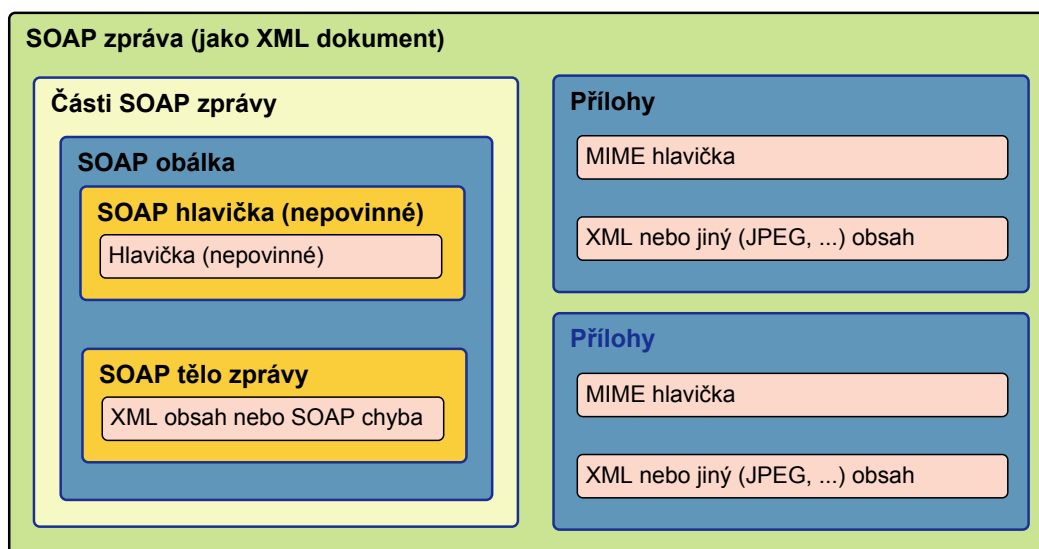 SOAP zpráva (jako XML dokument)
Části SOAP zprávy
SOAP obálka
SOAP hlavička (nepovinné)
Hlavička (nepovinné)
SOAP tělo zprávy
XML obsah nebo SOAP chyba
Přílohy
MIME hlavička
XML nebo jiný (JPEG, ...) obsah
Přílohy
MIME hlavička
XML nebo jiný (JPEG, ...) obsah